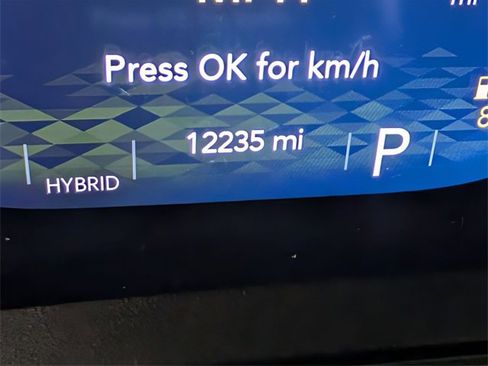 Press OK for km/h
12235 mi
P
HYBRID